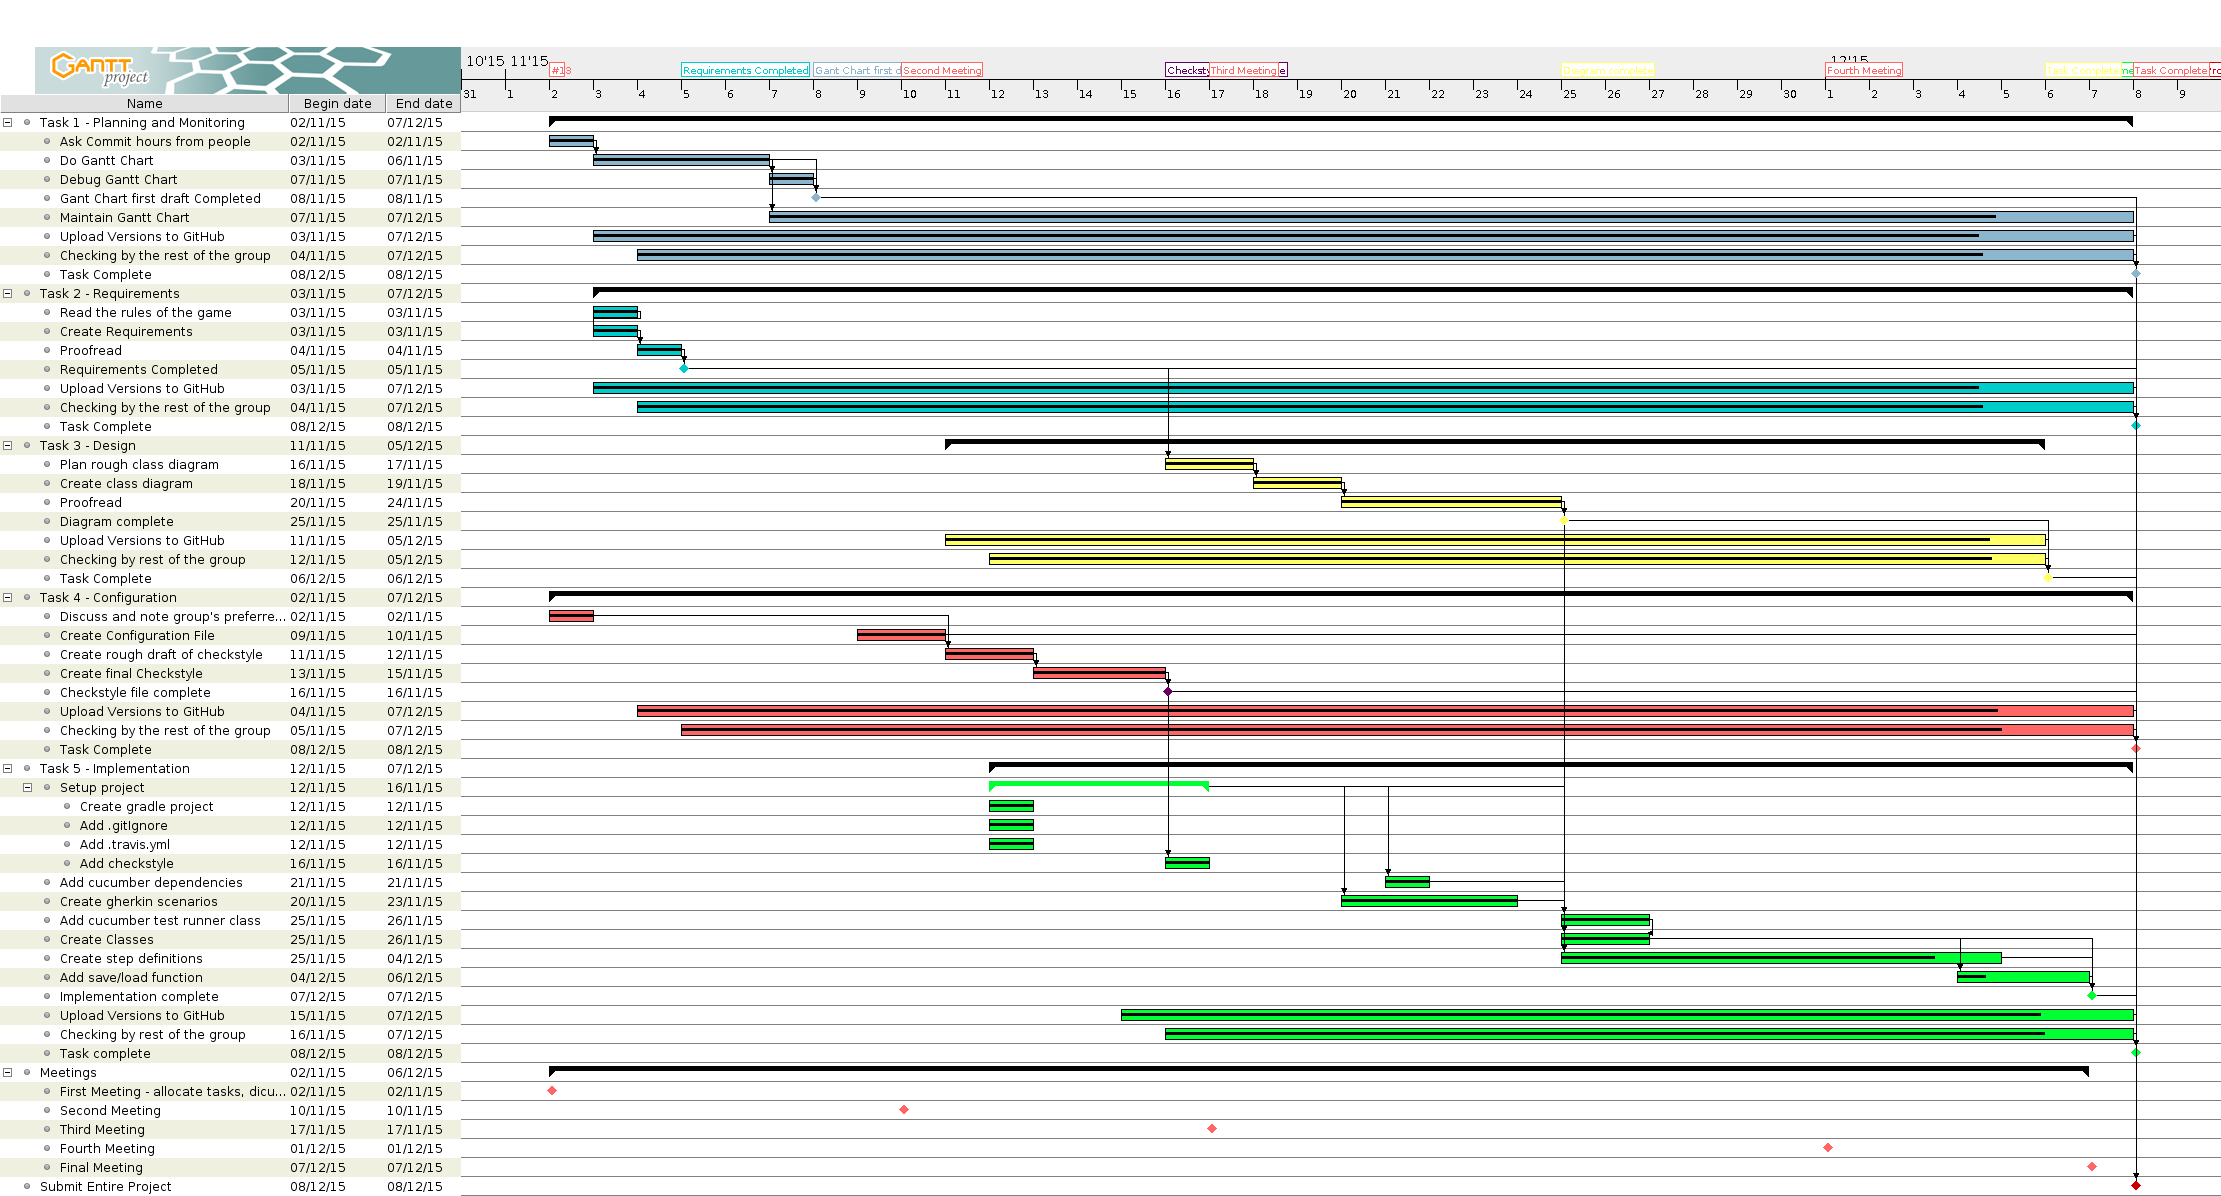 GANTT
project
10'15 11'15
12'15
Requirements Completed
Gant Chart first d
Second Meeting
Checksty
Third Meeting
e
Diagram complete
Fourth Meeting
Task Complete
Task Complete
31 1 2 3 4 5 6 7 8 9 10 11 12 13 14 15 16 17 18 19 20 21 22 23 24 25 26 27 28 29 30 1 2 3 4 5 6 7 8 9
Name Begin date End date
Task 1 - Planning and Monitoring 02/11/15 07/12/15
Ask Commit hours from people 02/11/15 02/11/15
Do Gantt Chart 03/11/15 06/11/15
Debug Gantt Chart 07/11/15 07/11/15
Gant Chart first draft Completed 08/11/15 08/11/15
Maintain Gantt Chart 07/11/15 07/12/15
Upload Versions to GitHub 03/11/15 07/12/15
Checking by the rest of the group 04/11/15 07/12/15
Task Complete 08/12/15 08/12/15
Task 2 - Requirements 03/11/15 07/12/15
Read the rules of the game 03/11/15 03/11/15
Create Requirements 03/11/15 03/11/15
Proofread 04/11/15 04/11/15
Requirements Completed 05/11/15 05/11/15
Upload Versions to GitHub 03/11/15 07/12/15
Checking by the rest of the group 04/11/15 07/12/15
Task Complete 08/12/15 08/12/15
Task 3 - Design 11/11/15 05/12/15
Plan rough class diagram 16/11/15 17/11/15
Create class diagram 18/11/15 19/11/15
Proofread 20/11/15 24/11/15
Diagram complete 25/11/15 25/11/15
Upload Versions to GitHub 11/11/15 05/12/15
Checking by rest of the group 12/11/15 05/12/15
Task Complete 06/12/15 06/12/15
Task 4 - Configuration 02/11/15 07/12/15
Discuss and note group's preferre... 02/11/15 02/11/15
Create Configuration File 09/11/15 10/11/15
Create rough draft of checkstyle 11/11/15 12/11/15
Create final Checkstyle 13/11/15 15/11/15
Checkstyle file complete 16/11/15 16/11/15
Upload Versions to GitHub 04/11/15 07/12/15
Checking by the rest of the group 05/11/15 07/12/15
Task Complete 08/12/15 08/12/15
Task 5 - Implementation 12/11/15 07/12/15
Setup project 12/11/15 16/11/15
Create gradle project 12/11/15 12/11/15
Add .gitIgnore 12/11/15 12/11/15
Add .travis.yml 12/11/15 12/11/15
Add checkstyle 16/11/15 16/11/15
Add cucumber dependencies 21/11/15 21/11/15
Create gherkin scenarios 20/11/15 23/11/15
Add cucumber test runner class 25/11/15 26/11/15
Create Classes 25/11/15 26/11/15
Create step definitions 25/11/15 04/12/15
Add save/load function 04/12/15 06/12/15
Implementation complete 07/12/15 07/12/15
Upload Versions to GitHub 15/11/15 07/12/15
Checking by rest of the group 16/11/15 07/12/15
Task complete 08/12/15 08/12/15
Meetings 02/11/15 06/12/15
First Meeting - allocate tasks, dicu... 02/11/15 02/11/15
Second Meeting 10/11/15 10/11/15
Third Meeting 17/11/15 17/11/15
Fourth Meeting 01/12/15 01/12/15
Final Meeting 07/12/15 07/12/15
Submit Entire Project 08/12/15 08/12/15